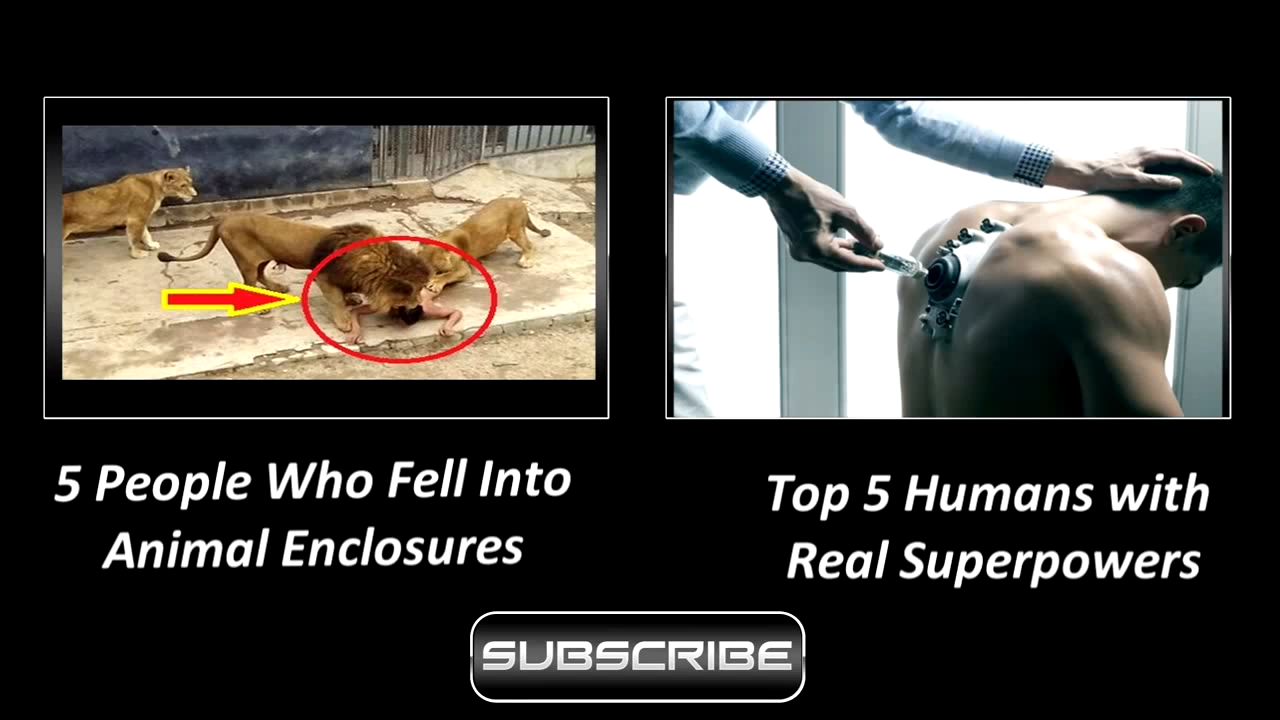 5 People Who Fell Into
Animal Enclosures
Top 5 Humans with
Real Superpowers
SUBSCRIBE